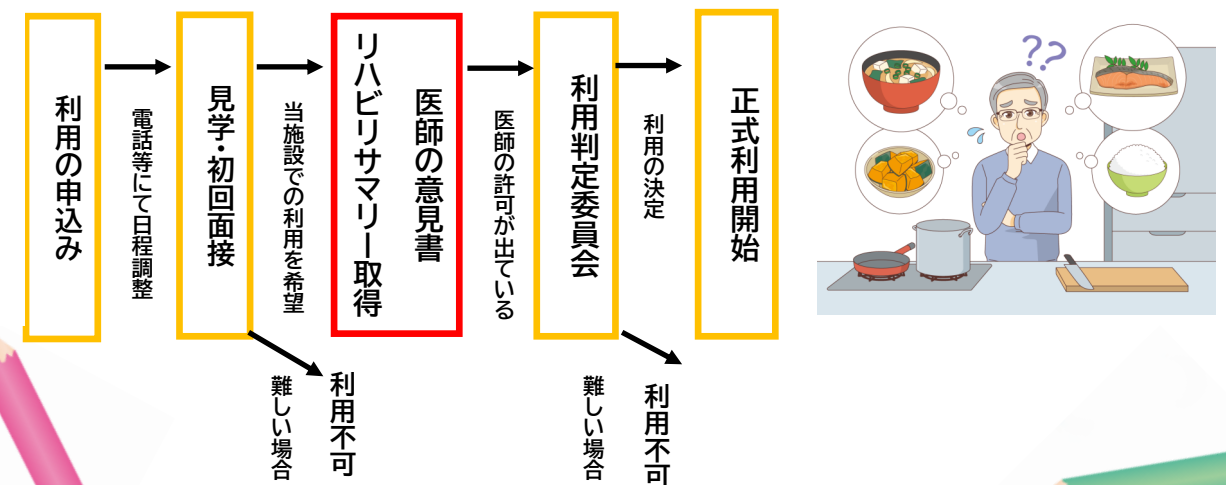 利用の申込み
電話等にて日程調整
見学・初回面接
当施設での利用を希望
難しい場合
利用不可
医師の意見書
リハビリサマリー取得
医師の許可が出ている
利用判定委員会
利用の決定
難しい場合
利用不可
正式利用開始
??